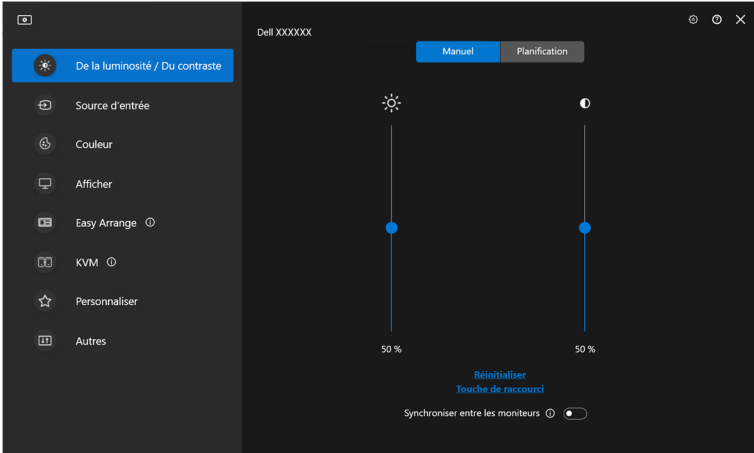 Dell XXXXXX
De la luminosité / Du contraste
Source d'entrée
Couleur
Afficher
Easy Arrange
KVM
Personnaliser
Autres
Manuel
Planification
50 %
50 %
Réinitialiser
Touche de raccourci
Synchroniser entre les moniteurs